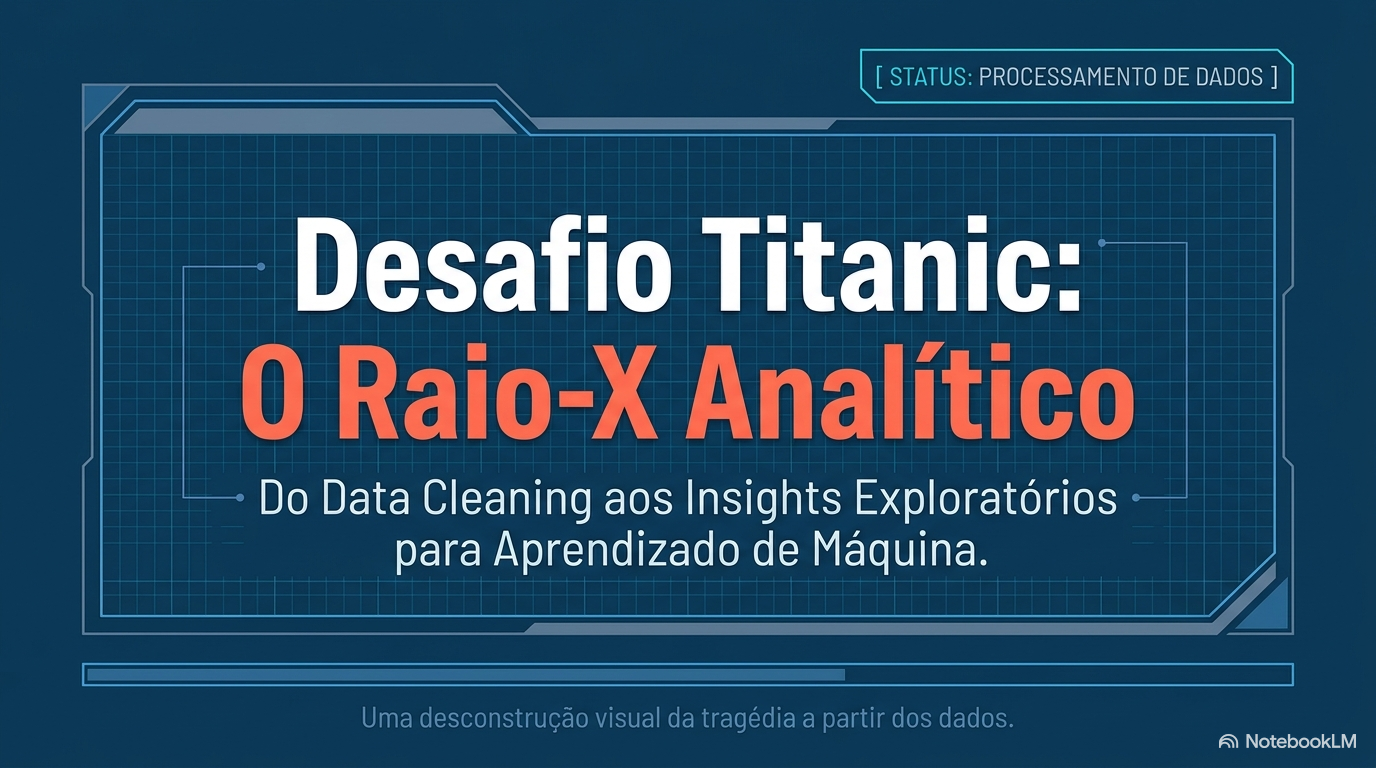 [ STATUS: PROCESSAMENTO DE DADOS ]
Desafio Titanic:
O Raio-X Analítico
Do Data Cleaning aos Insights Exploratórios
para Aprendizado de Máquina.
Uma desconstrução visual da tragédia a partir dos dados.
NotebookLM